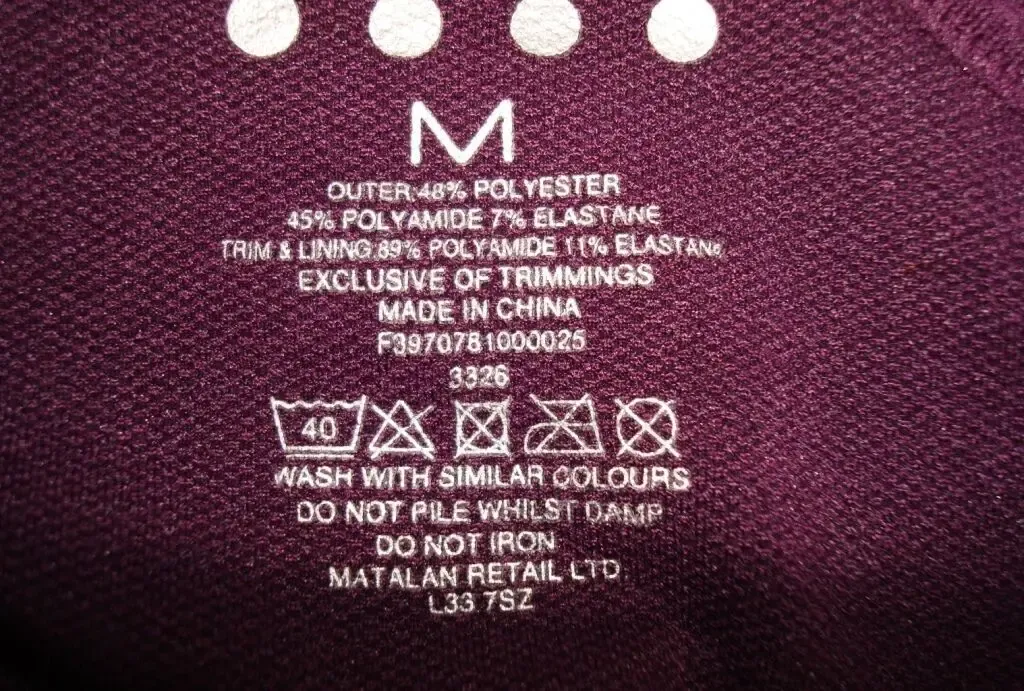 M
OUTER 48% POLYESTER
45% POLYAMIDE 7% ELASTANE
TRIM & LINING 89% POLYAMIDE 11% ELASTANE
EXCLUSIVE OF TRIMMINGS
MADE IN CHINA
F3970781000025
3326
40
WASH WITH SIMILAR COLOURS
DO NOT PILE WHILST DAMP
DO NOT IRON
MATALAN RETAIL LTD
L33 7SZ